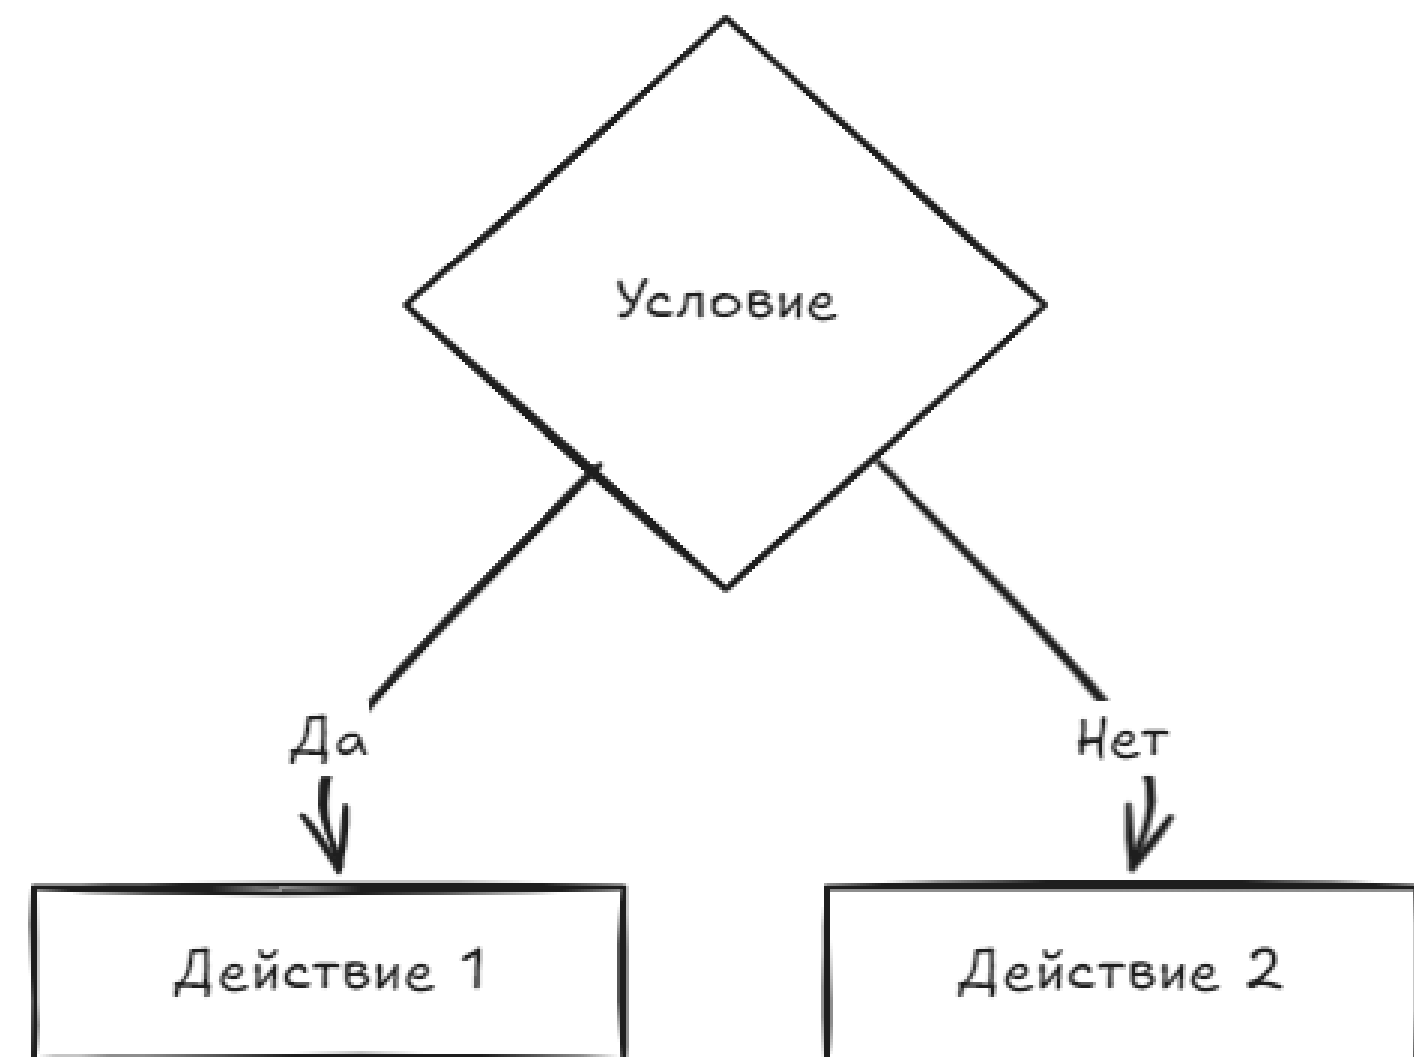 Условие
Да
Нет
Действие 1
Действие 2